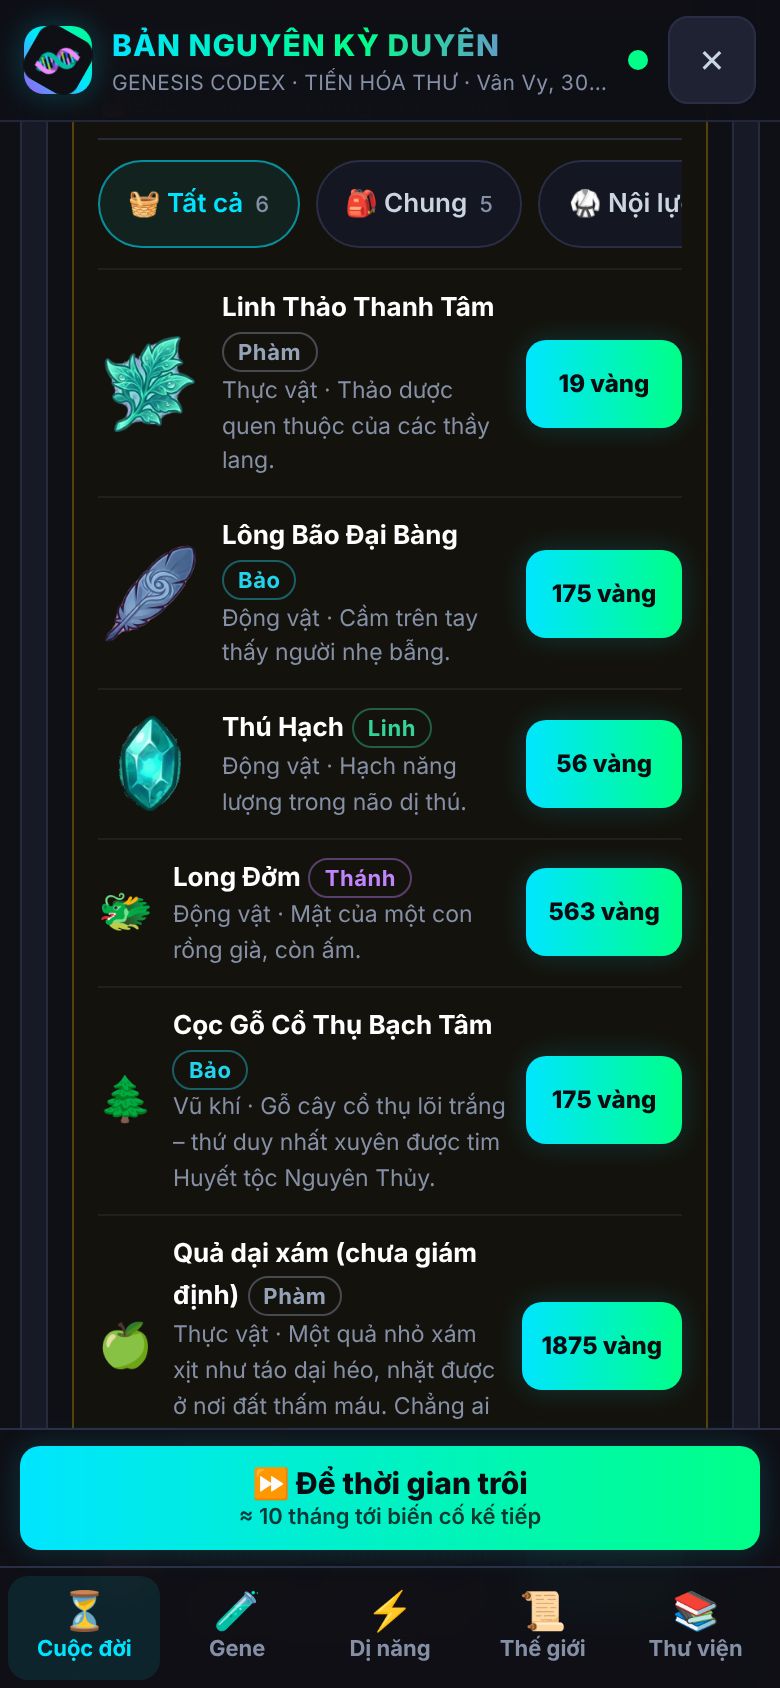 BẢN NGUYÊN KỲ DUYÊN
GENESIS CODEX · TIẾN HÓA THƯ · Vân Vy, 30...
Tất cả 6
Chung 5
Nội lự
Linh Thảo Thanh Tâm
Phàm
Thực vật · Thảo dược
quen thuộc của các thầy
lang.
19 vàng
Lông Bão Đại Bàng
Bảo
Động vật · Cầm trên tay
thấy người nhẹ bẫng.
175 vàng
Thú Hạch Linh
Động vật · Hạch năng
lượng trong não dị thú.
56 vàng
Long Đởm Thánh
Động vật · Mật của một con
rồng già, còn ấm.
563 vàng
Cọc Gỗ Cổ Thụ Bạch Tâm
Bảo
Vũ khí · Gỗ cây cổ thụ lõi trắng
– thứ duy nhất xuyên được tim
Huyết tộc Nguyên Thủy.
175 vàng
Quả dại xám (chưa giám
định) Phàm
Thực vật · Một quả nhỏ xám
xịt như táo dại héo, nhặt được
ở nơi đất thấm máu. Chẳng ai
1875 vàng
Để thời gian trôi
≈ 10 tháng tới biến cố kế tiếp
Cuộc đời
Gene
Dị năng
Thế giới
Thư viện